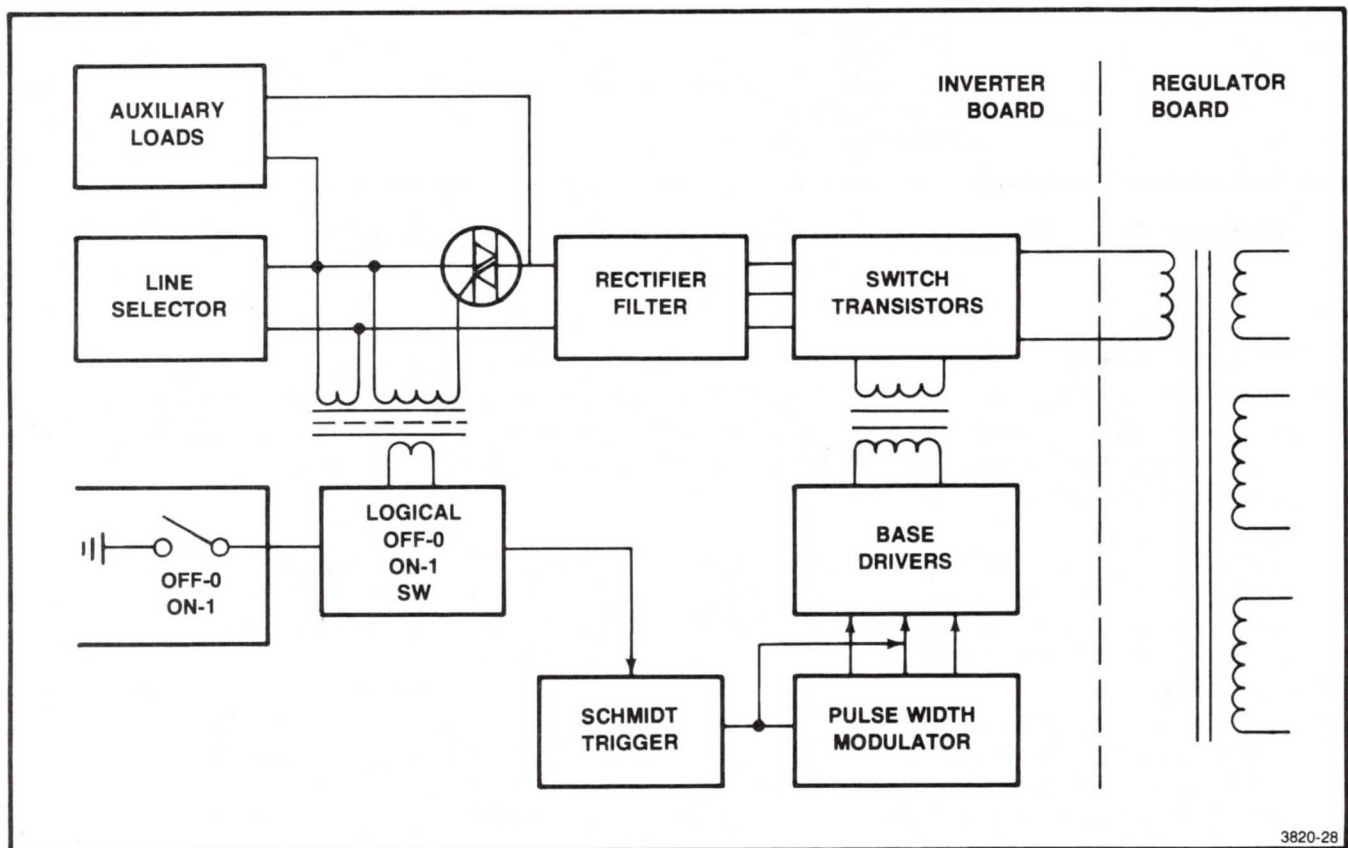 AUXILIARY
LOADS
INVERTER
BOARD
REGULATOR
BOARD
LINE
SELECTOR
RECTIFIER
FILTER
SWITCH
TRANSISTORS
OFF-0
ON-1
LOGICAL
OFF-0
ON-1
SW
BASE
DRIVERS
SCHMIDT
TRIGGER
PULSE WIDTH
MODULATOR
3820-28